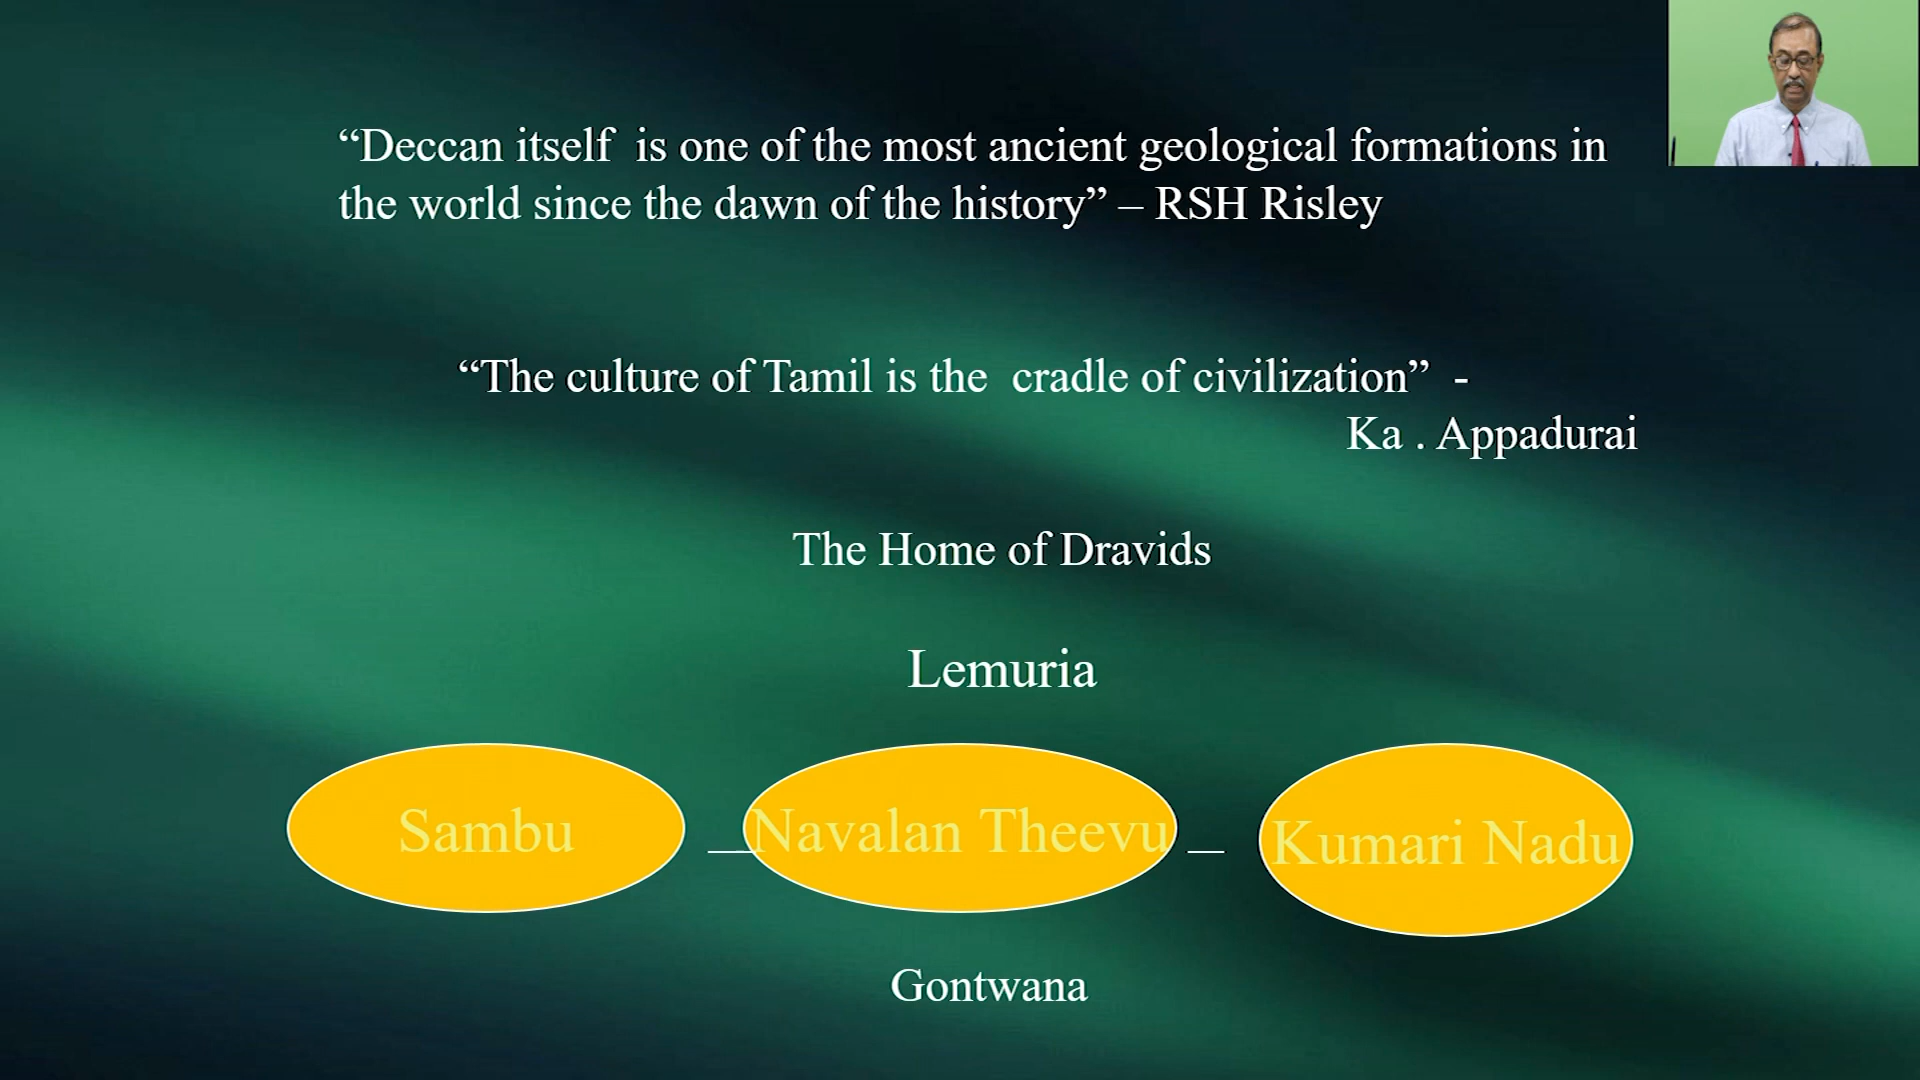 “Deccan itself is one of the most ancient geological formations in
the world since the dawn of the history” – RSH Risley
“The culture of Tamil is the cradle of civilization” -
Ka . Appadurai
The Home of Dravids
Lemuria
Sambu — Navalan Theevu — Kumari Nadu
Gontwana